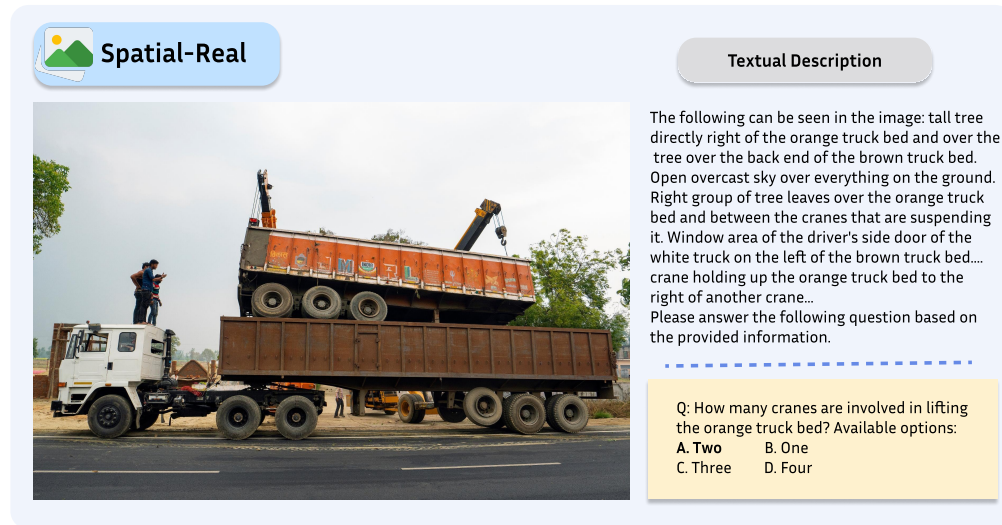 Spatial-Real
Textual Description
The following can be seen in the image: tall tree
directly right of the orange truck bed and over the
tree over the back end of the brown truck bed.
Open overcast sky over everything on the ground.
Right group of tree leaves over the orange truck
bed and between the cranes that are suspending
it. Window area of the driver's side door of the
white truck on the left of the brown truck bed....
crane holding up the orange truck bed to the
right of another crane...
Please answer the following question based on
the provided information.
Q: How many cranes are involved in lifting
the orange truck bed? Available options:
A. Two B. One
C. Three D. Four